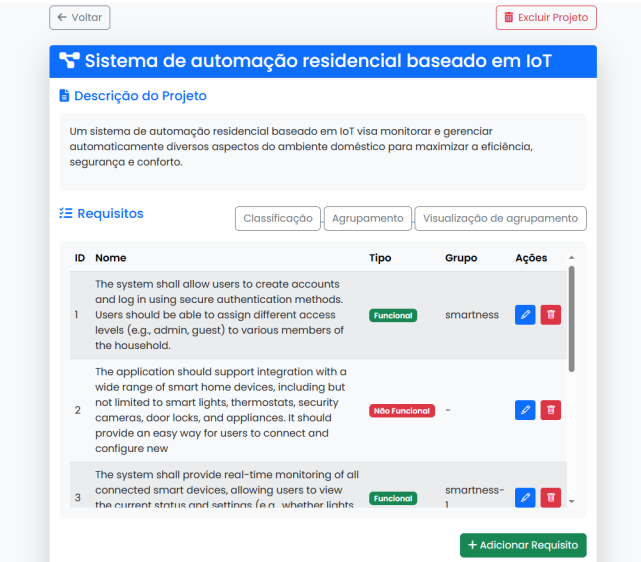 ← Voltar
Excluir Projeto
Sistema de automação residencial baseado em IoT
Descrição do Projeto
Um sistema de automação residencial baseado em IoT visa monitorar e gerenciar
automaticamente diversos aspectos do ambiente doméstico para maximizar a eficiência,
segurança e conforto.
Requisitos
Classificação
Agrupamento
Visualização de agrupamento
ID Nome Tipo Grupo Ações
The system shall allow users to create accounts
and log in using secure authentication methods.
1 Users should be able to assign different access Funcional smartness
levels (e.g., admin, guest) to various members of
the household.
The application should support integration with a
wide range of smart home devices, including but
not limited to smart lights, thermostats, security
2 cameras, door locks, and appliances. It should Não Funcional -
provide an easy way for users to connect and
configure new
The system shall provide real-time monitoring of all
connected smart devices, allowing users to view smartness-
3 the current status and settings (e.g., whether lights Funcional 1
+ Adicionar Requisito